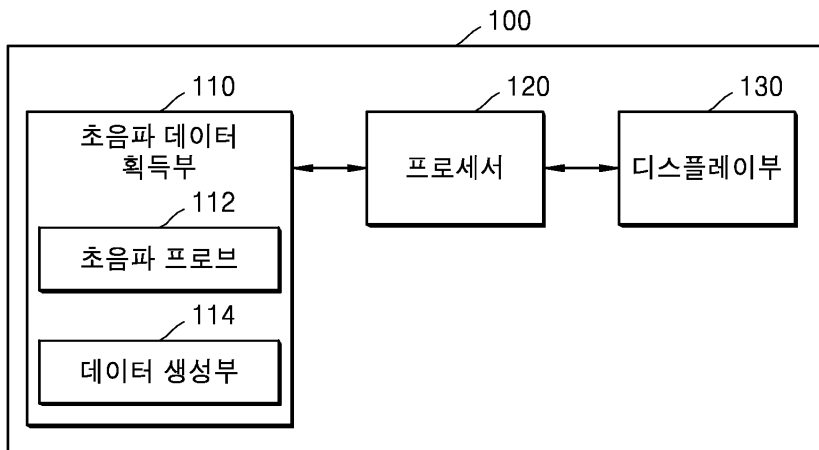 100
110
초음파 데이터
획득부
112
초음파 프로브
114
데이터 생성부
120
프로세서
130
디스플레이부